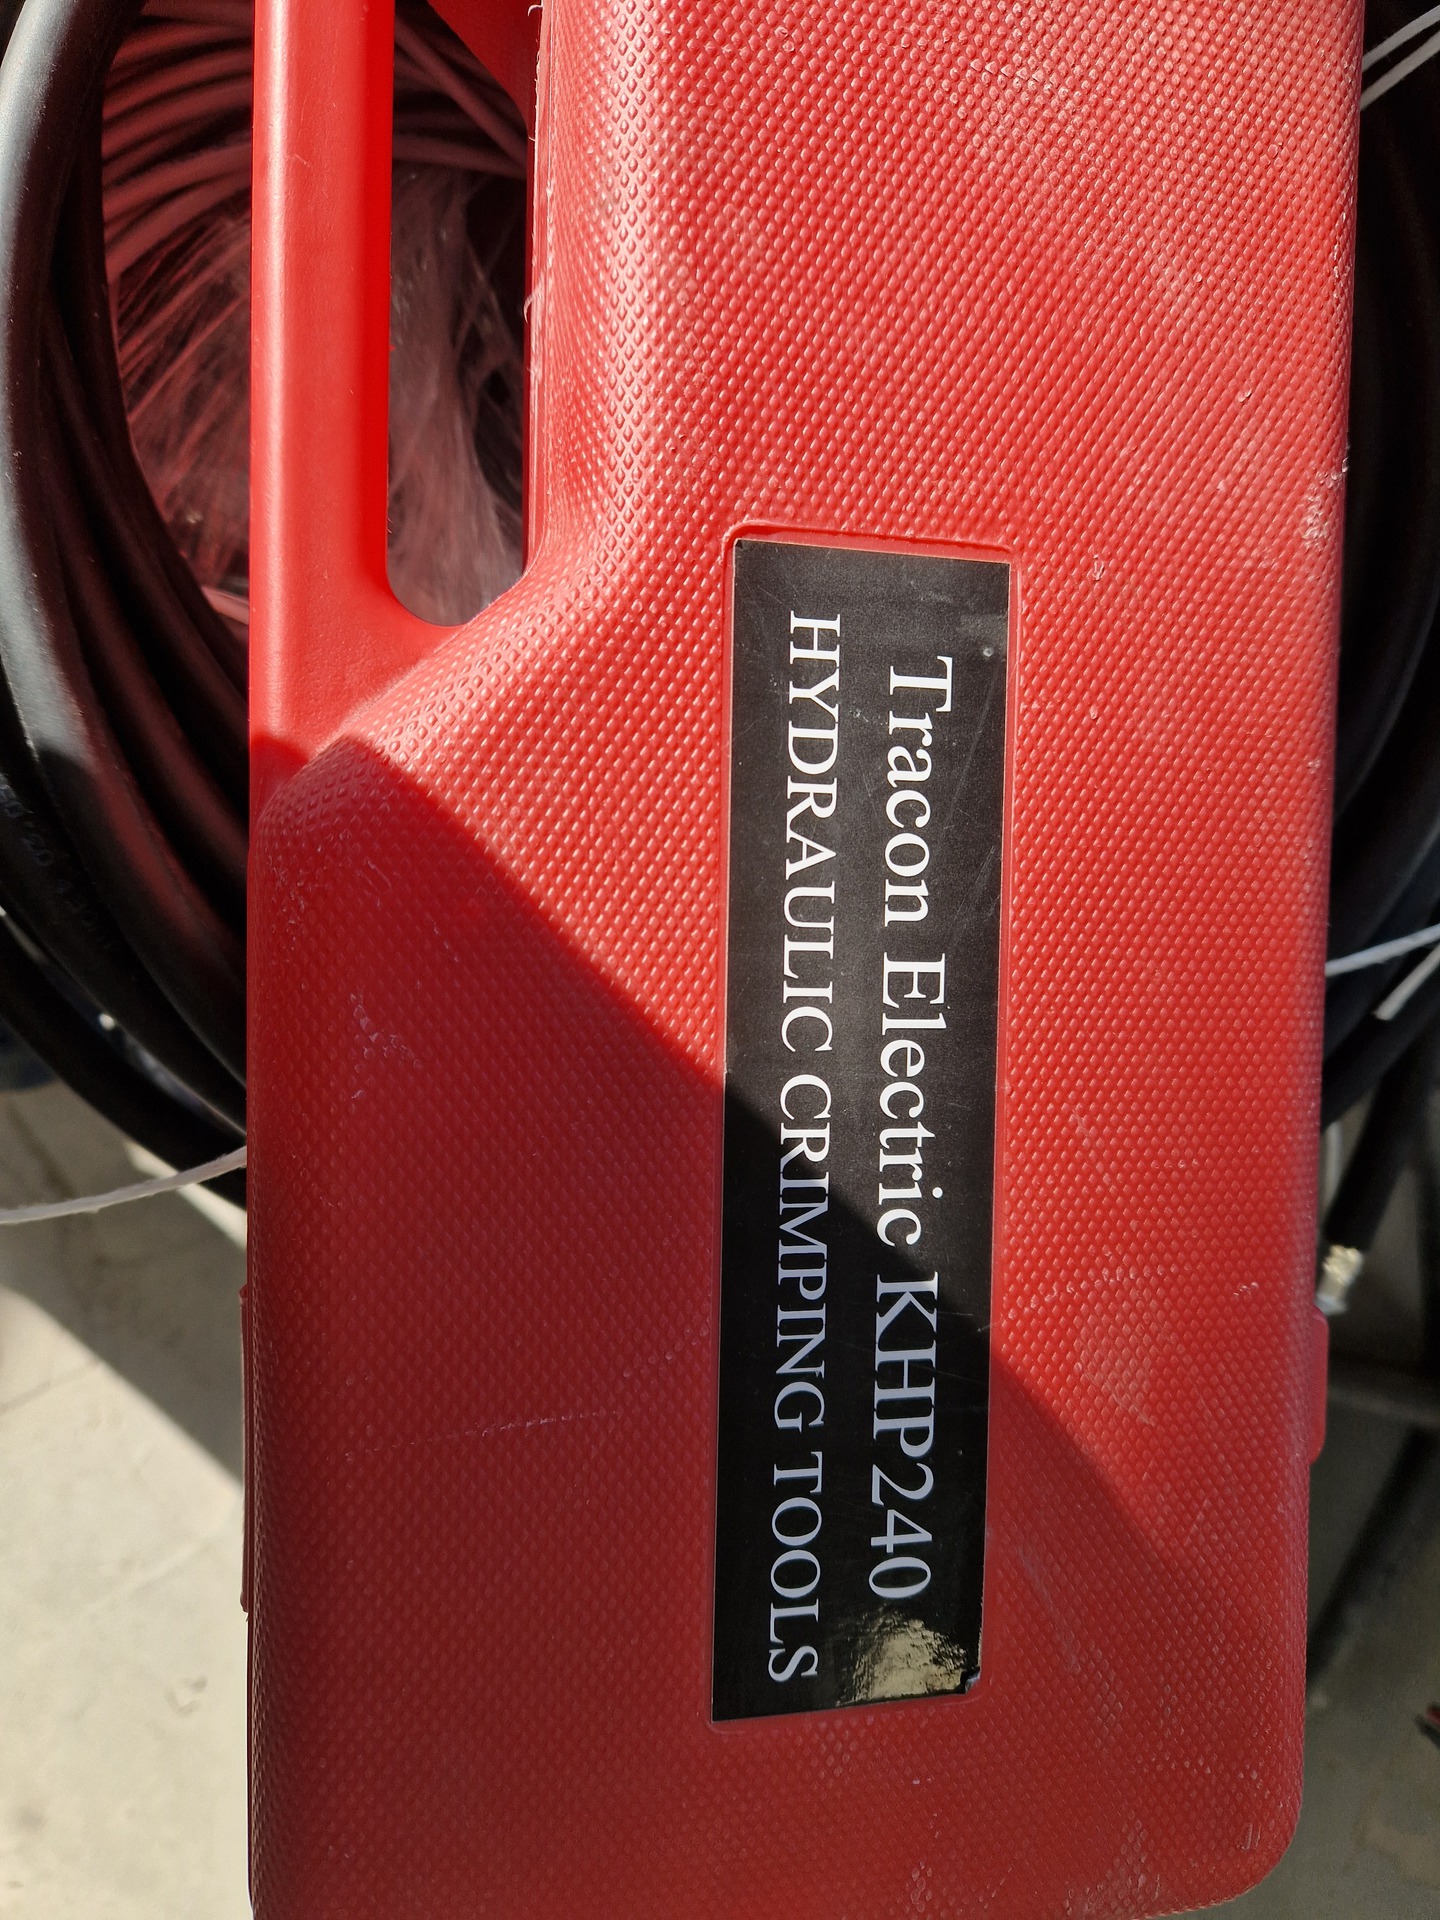 Tracon Electric KHP240
HYDRAULIC CRIMPING TOOLS